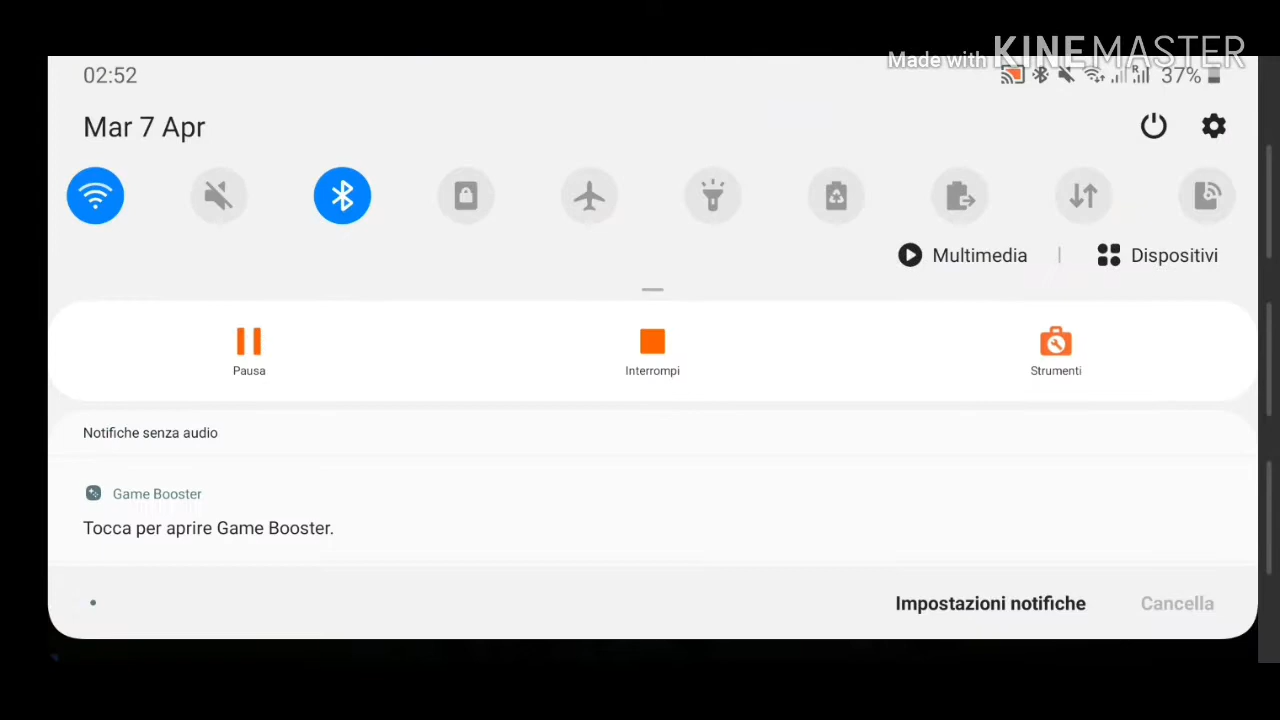 Made with KINEMASTER
02:52
37%
Mar 7 Apr
Multimedia | Dispositivi
Pausa
Interrompi
Strumenti
Notifiche senza audio
Game Booster
Tocca per aprire Game Booster.
Impostazioni notifiche
Cancella